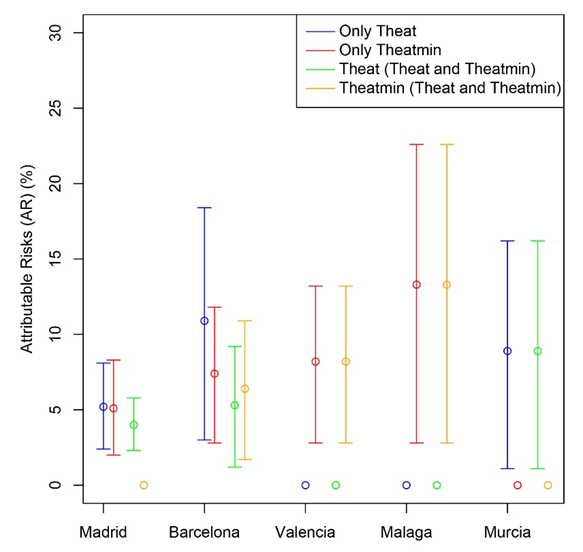 Only Theat
Only Theatmin
Theat (Theat and Theatmin)
Theatmin (Theat and Theatmin)
Attributable Risks (AR) (%)
30
25
20
15
10
5
0
Madrid Barcelona Valencia Malaga Murcia